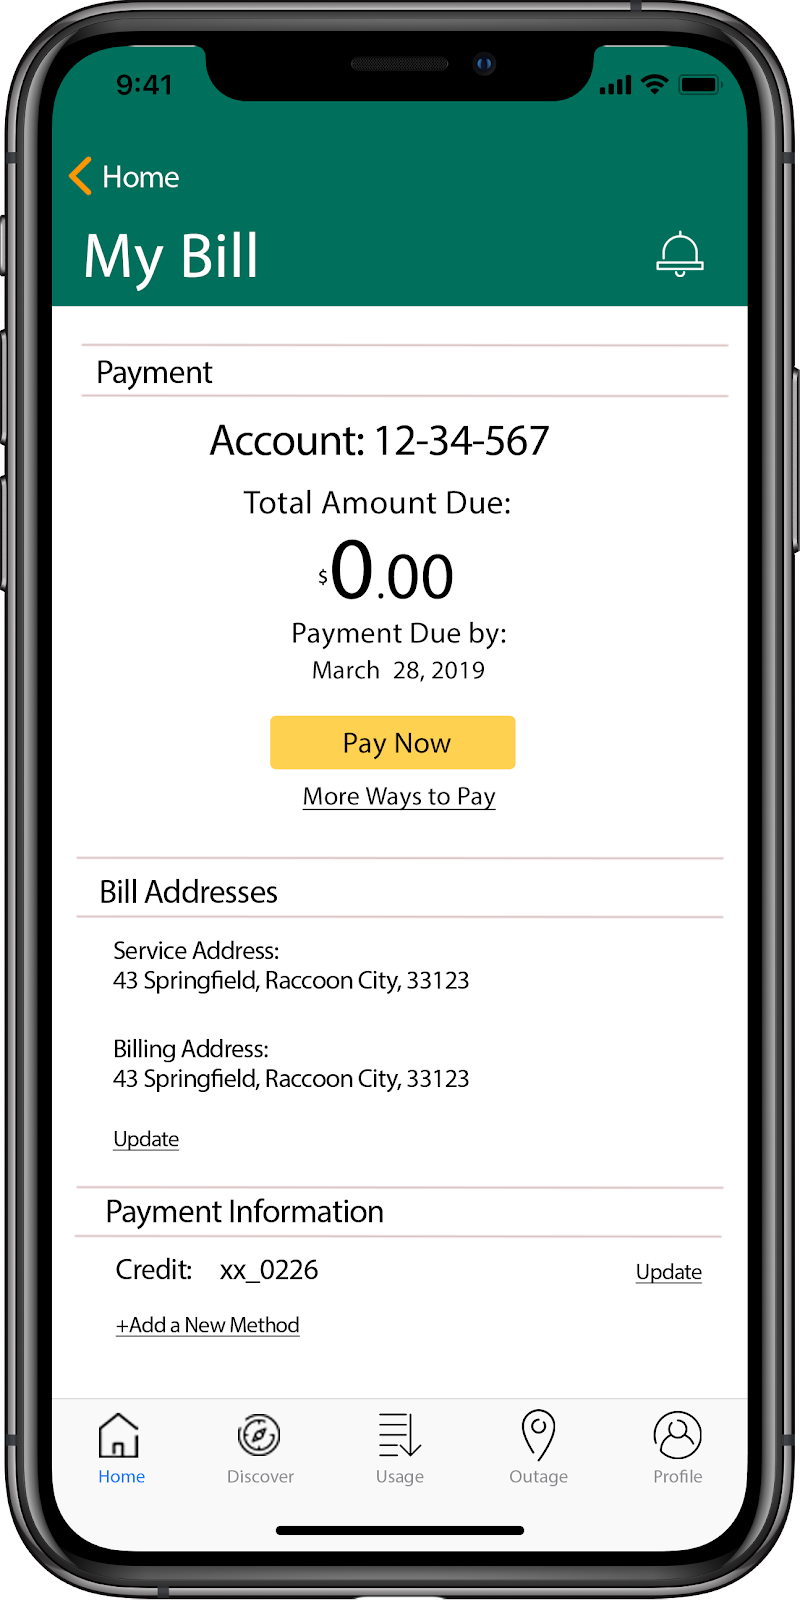 9:41
Home
My Bill
Payment
Account: 12-34-567
Total Amount Due:
$0.00
Payment Due by:
March 28, 2019
Pay Now
More Ways to Pay
Bill Addresses
Service Address:
43 Springfield, Raccoon City, 33123
Billing Address:
43 Springfield, Raccoon City, 33123
Update
Payment Information
Credit: xx_0226 Update
+Add a New Method
Home Discover Usage Outage Profile